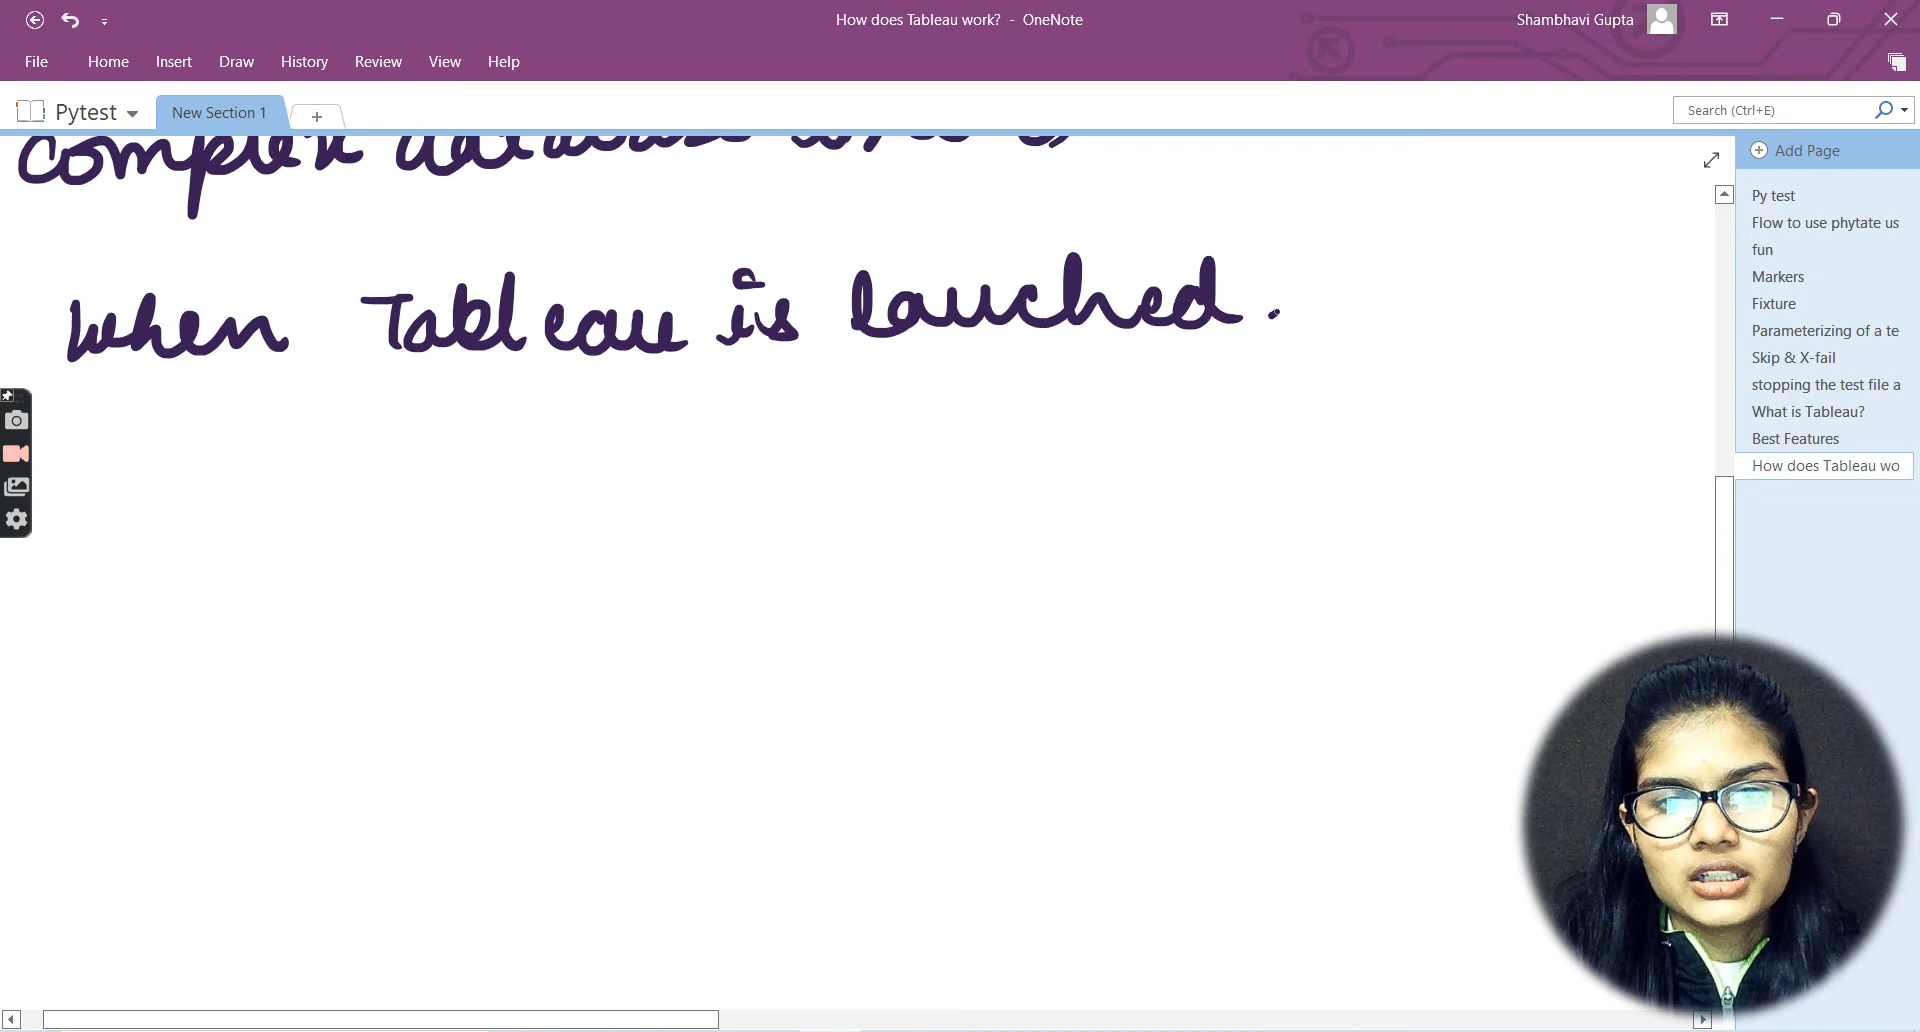 How does Tableau work? - OneNote
Shambhavi Gupta
File Home Insert Draw History Review View Help
Pytest
New Section 1
+
Search (Ctrl+E)
Add Page
complex database
when Tableau is lauched.
Py test
Flow to use phytate us
fun
Markers
Fixture
Parameterizing of a te
Skip & X-fail
stopping the test file a
What is Tableau?
Best Features
How does Tableau wo